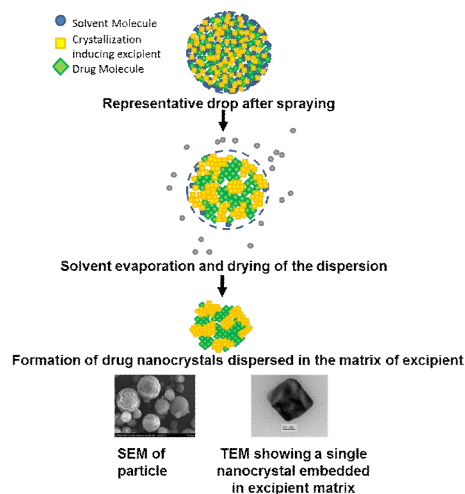 Solvent Molecule
Crystallization
inducing excipient
Drug Molecule
Representative drop after spraying
Solvent evaporation and drying of the dispersion
Formation of drug nanocrystals dispersed in the matrix of excipient
SEM of
particle
TEM showing a single
nanocrystal embedded
in excipient matrix